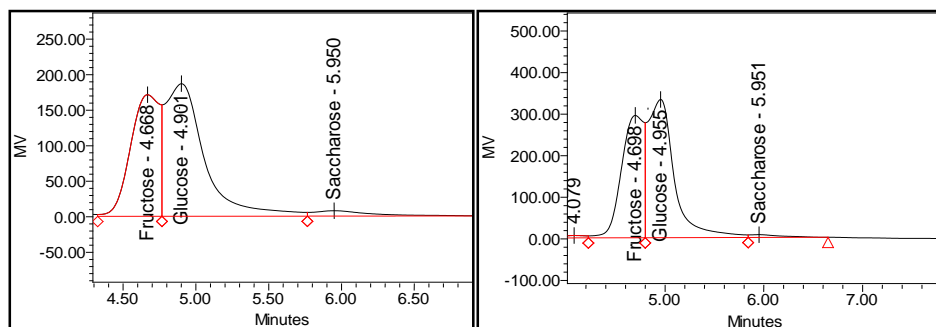 MV
250.00
200.00
150.00
100.00
50.00
0.00
-50.00
Fructose - 4.668
Glucose - 4.901
Saccharose - 5.950
4.50
5.00
5.50
6.00
6.50
Minutes
MV
500.00
400.00
300.00
200.00
100.00
0.00
-100.00
4.079
Fructose - 4.698
Glucose - 4.955
Saccharose - 5.951
5.00
6.00
7.00
Minutes